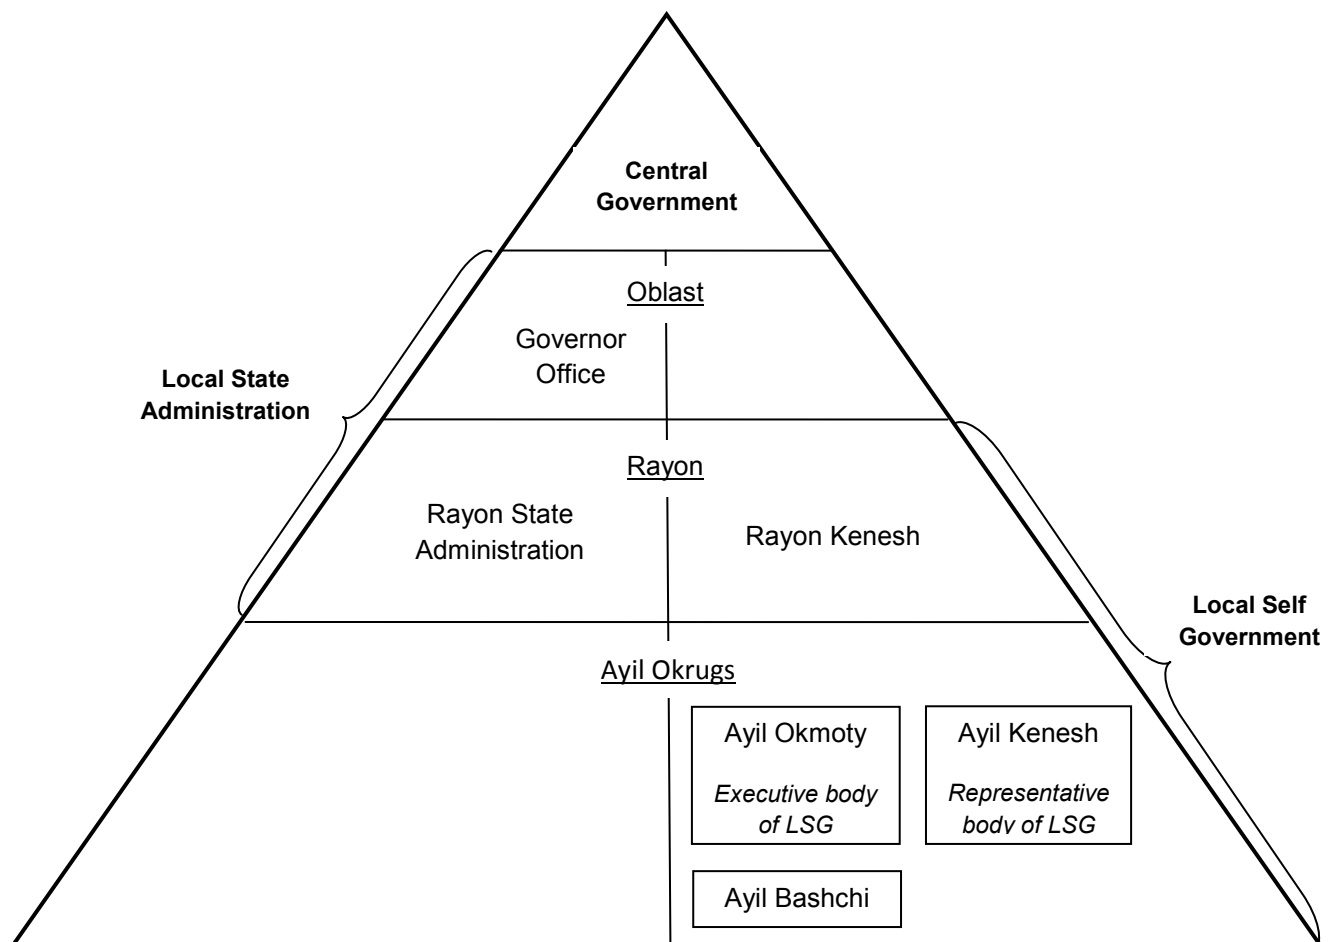 Central
Government
Oblast
Governor
Office
Local State
Administration
Rayon
Rayon State
Administration
Rayon Kenesh
Local Self
Government
Ayil Okrugs
Ayil Okmoty
Executive body
of LSG
Ayil Kenesh
Representative
body of LSG
Ayil Bashchi